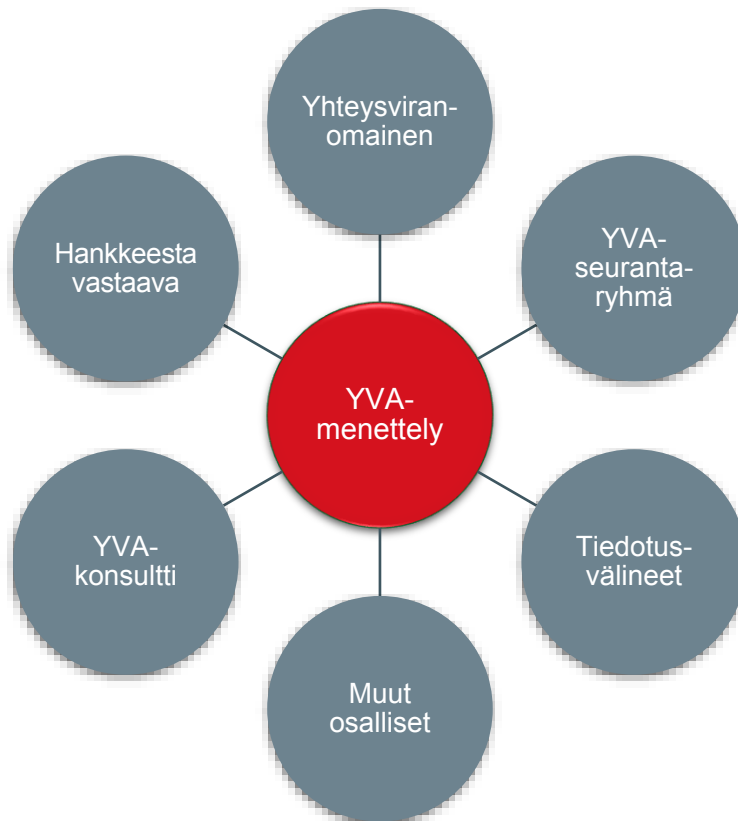 Yhteysviran-
omainen
Hankkeesta
vastaava
YVA-
seuranta-
ryhmä
YVA-
menettely
YVA-
konsultti
Tiedotus-
välineet
Muut
osalliset